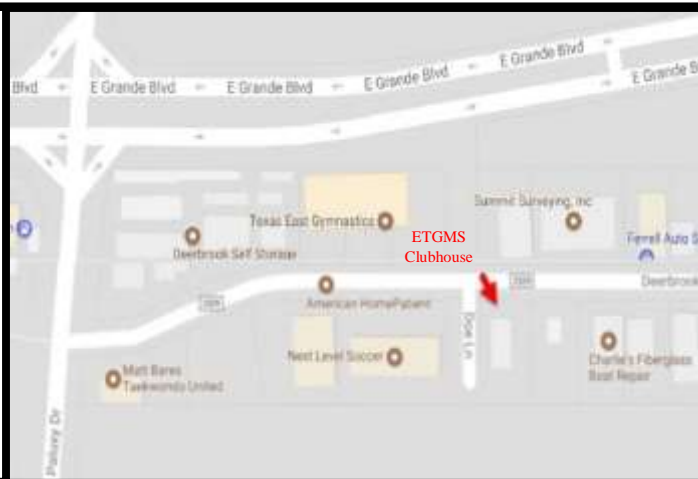 E Grande Blvd
E Grande B
Blvd
E Grande Blvd
E Grande Blvd
E Grande Blvd
Summit Surveying, Inc
Texas East Gymnastics
ETGMS
Clubhouse
Ferrell Auto S
Deerbrook Self Storage
Deerbrook
American HomePatient
Doe Ln
Next Level Soccer
Charlie's Fiberglass
Boat Repair
Matt Bares
Taekwondo United
Paluxy Dr